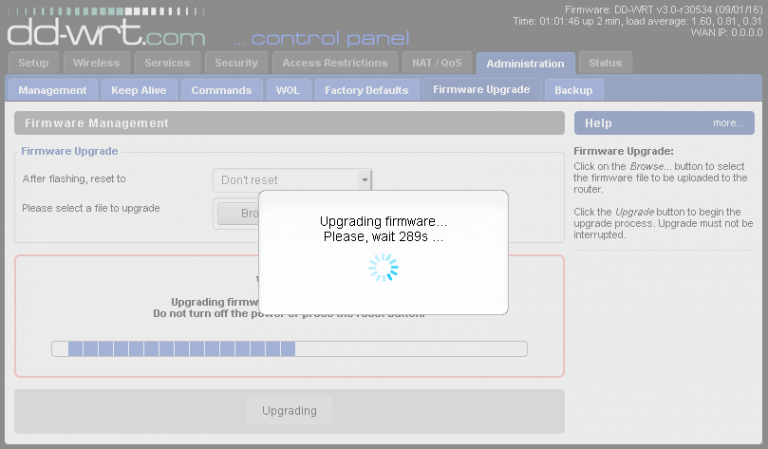 Firmware: DD-WRT v3.0-r30534 (09/01/16)
Time: 01:01:46 up 2 min, load average: 1.60, 0.81, 0.31
WAN IP: 0.0.0.0
dd-wrt.com ... control panel
Setup Wireless Services Security Access Restrictions NAT / QoS Administration Status
Management Keep Alive Commands WOL Factory Defaults Firmware Upgrade Backup
Firmware Management
Firmware Upgrade
After flashing, reset to Don't reset
Please select a file to upgrade Bro
Upgrading firmware...
Please, wait 289s ...
Upgrading firmw
Do not turn off the power or press the reset button.
Upgrading
Help more...
Firmware Upgrade:
Click on the Browse... button to select
the firmware file to be uploaded to the
router.
Click the Upgrade button to begin the
upgrade process. Upgrade must not be
interrupted.